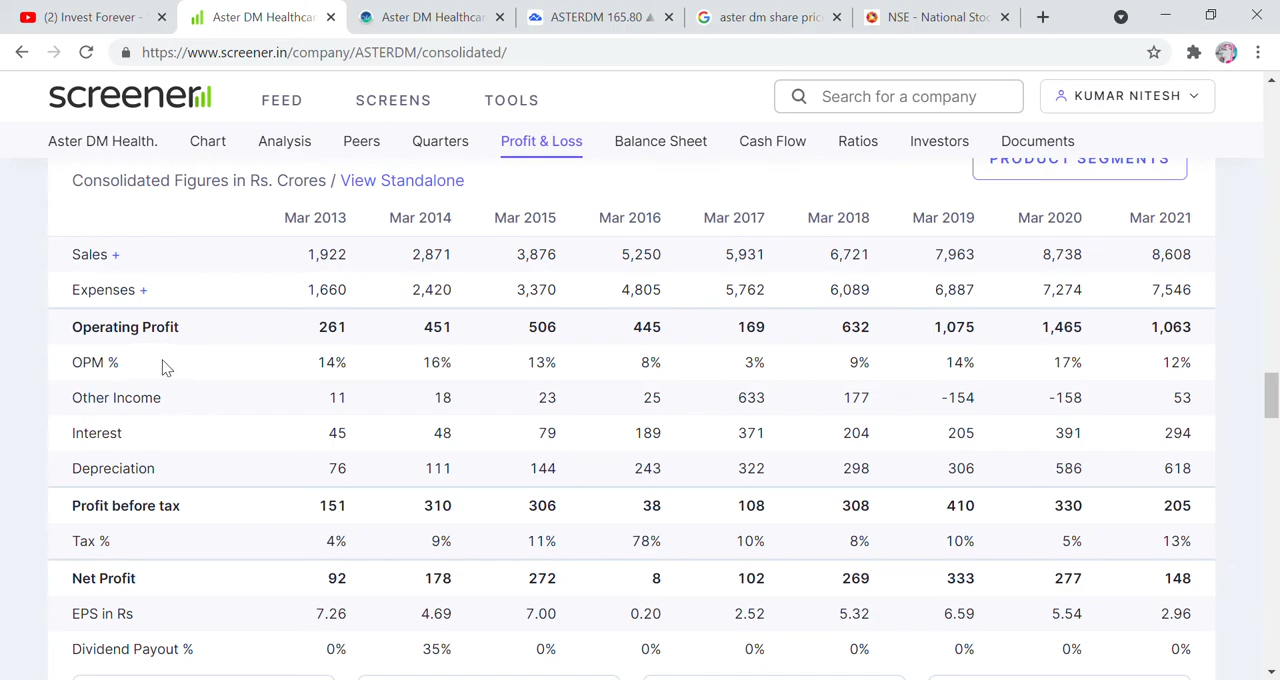 (2) Invest Forever - Aster DM Healthcar Aster DM Healthcar ASTERDM 165.80 ▲ aster dm share pric NSE - National Stoc
https://www.screener.in/company/ASTERDM/consolidated/
screener FEED SCREENS TOOLS Search for a company KUMAR NITESH
Aster DM Health. Chart Analysis Peers Quarters Profit & Loss Balance Sheet Cash Flow Ratios Investors Documents
PRODUCT SEGMENTS
Consolidated Figures in Rs. Crores / View Standalone
Mar 2013 Mar 2014 Mar 2015 Mar 2016 Mar 2017 Mar 2018 Mar 2019 Mar 2020 Mar 2021
Sales + 1,922 2,871 3,876 5,250 5,931 6,721 7,963 8,738 8,608
Expenses + 1,660 2,420 3,370 4,805 5,762 6,089 6,887 7,274 7,546
Operating Profit 261 451 506 445 169 632 1,075 1,465 1,063
OPM % 14% 16% 13% 8% 3% 9% 14% 17% 12%
Other Income 11 18 23 25 633 177 -154 -158 53
Interest 45 48 79 189 371 204 205 391 294
Depreciation 76 111 144 243 322 298 306 586 618
Profit before tax 151 310 306 38 108 308 410 330 205
Tax % 4% 9% 11% 78% 10% 8% 10% 5% 13%
Net Profit 92 178 272 8 102 269 333 277 148
EPS in Rs 7.26 4.69 7.00 0.20 2.52 5.32 6.59 5.54 2.96
Dividend Payout % 0% 35% 0% 0% 0% 0% 0% 0% 0%